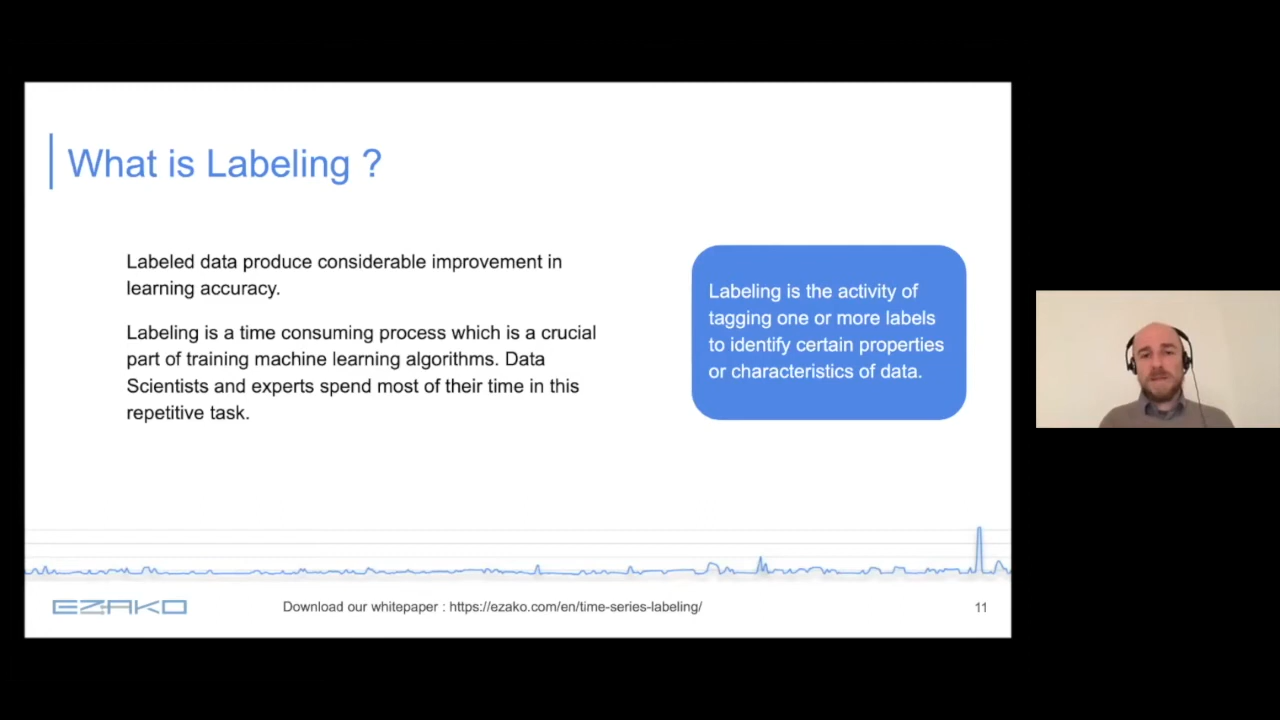 What is Labeling ?
Labeled data produce considerable improvement in
learning accuracy.
Labeling is a time consuming process which is a crucial
part of training machine learning algorithms. Data
Scientists and experts spend most of their time in this
repetitive task.
Labeling is the activity of
tagging one or more labels
to identify certain properties
or characteristics of data.
EZAKO
Download our whitepaper : https://ezako.com/en/time-series-labeling/
11